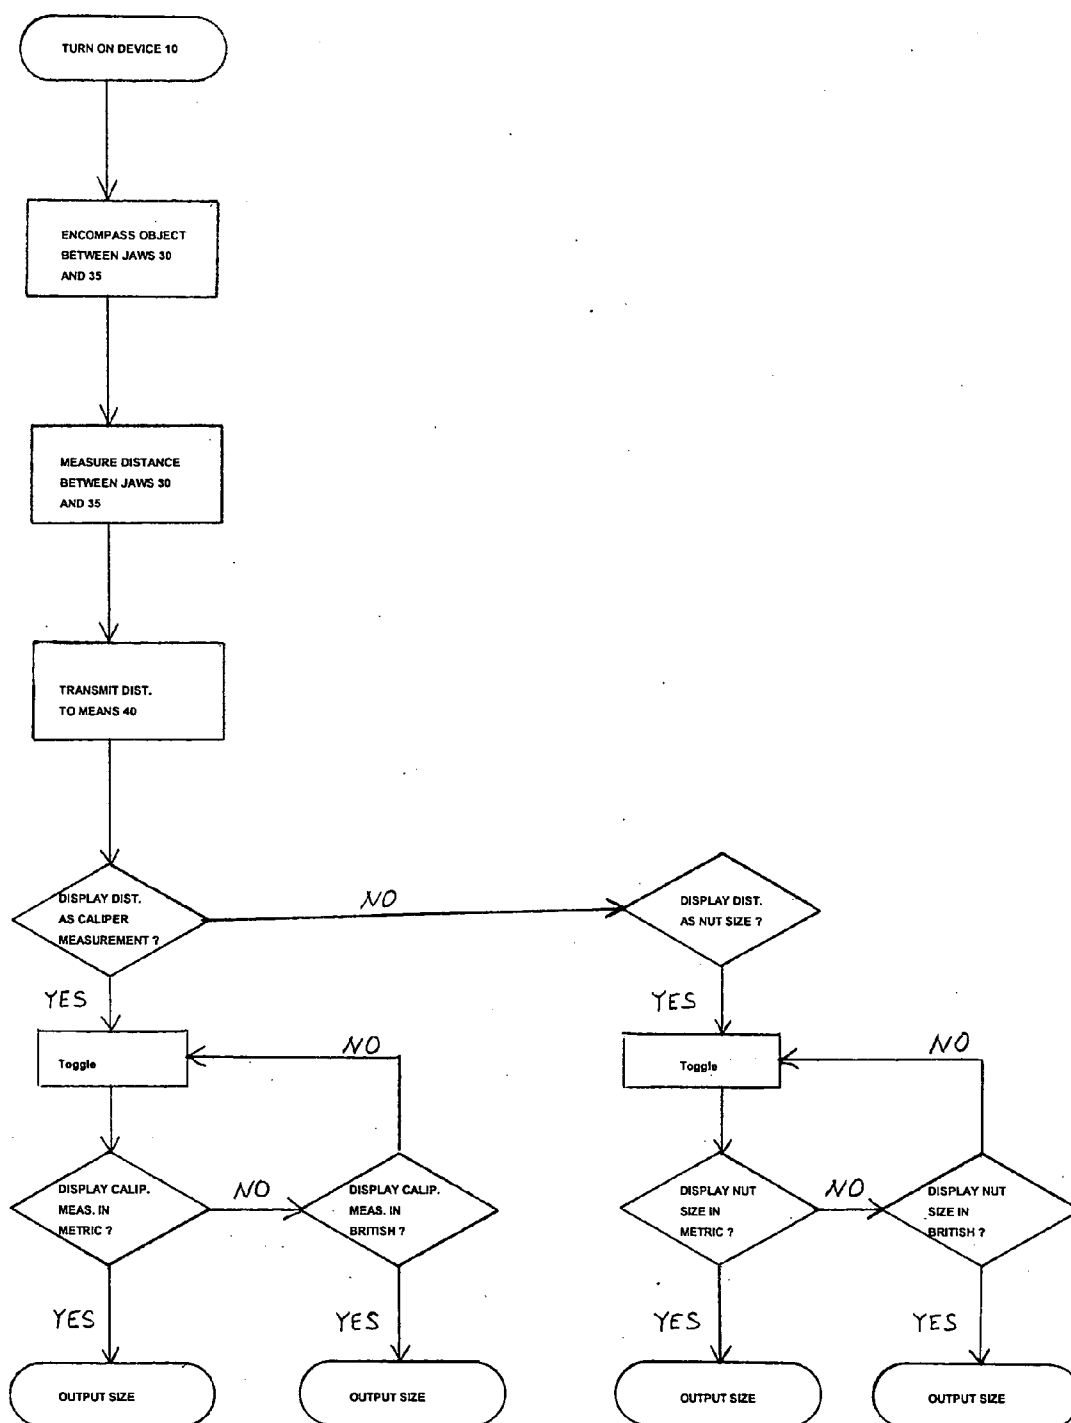 TURN ON DEVICE 10
ENCOMPASS OBJECT
BETWEEN JAWS 30
AND 35
MEASURE DISTANCE
BETWEEN JAWS 30
AND 35
TRANSMIT DIST.
TO MEANS 40
DISPLAY DIST.
AS CALIPER
MEASUREMENT ?
NO
DISPLAY DIST.
AS NUT SIZE ?
YES
YES
Toggle
NO
Toggle
NO
DISPLAY CALIP.
MEAS. IN
METRIC ?
NO
DISPLAY CALIP.
MEAS. IN
BRITISH ?
DISPLAY NUT
SIZE IN
METRIC ?
NO
DISPLAY NUT
SIZE IN
BRITISH ?
YES
YES
YES
YES
OUTPUT SIZE
OUTPUT SIZE
OUTPUT SIZE
OUTPUT SIZE